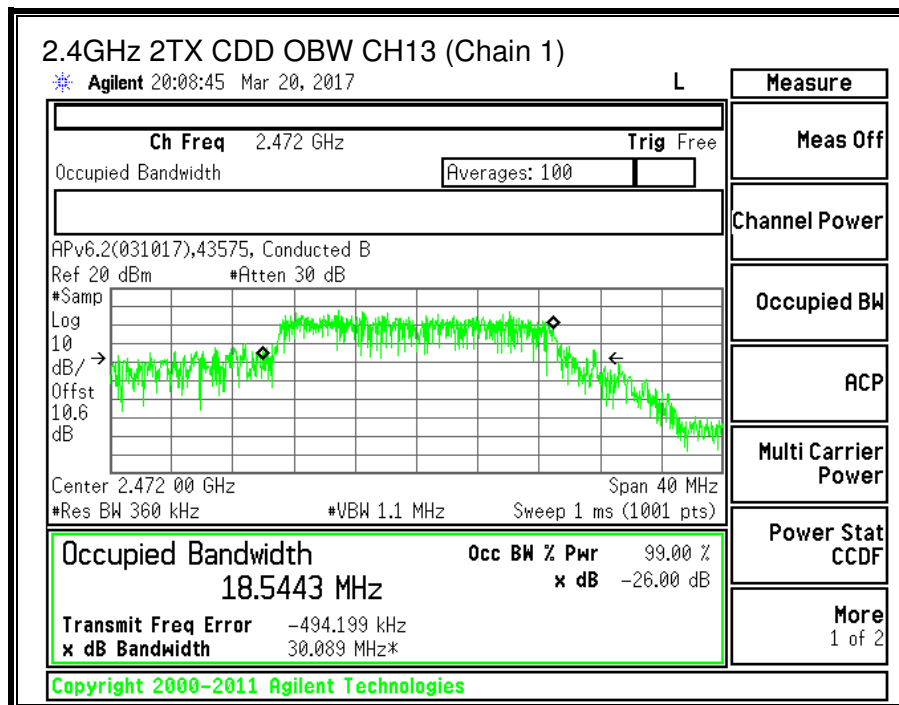 2.4GHz 2TX CDD OBW CH13 (Chain 1)
Agilent 20:08:45 Mar 20, 2017 L
Measure
Ch Freq 2.472 GHz Trig Free
Meas Off
Occupied Bandwidth Averages: 100
Channel Power
APv6.2(031017),43575, Conducted B
Ref 20 dBm #Atten 30 dB
#Samp
Log
10
dB/
Offst
10.6
dB
Occupied BW
ACP
Multi Carrier
Power
Center 2.472 00 GHz Span 40 MHz
#Res BW 360 kHz #VBW 1.1 MHz Sweep 1 ms (1001 pts)
Power Stat
CCDF
Occupied Bandwidth Occ BW % Pwr 99.00 %
18.5443 MHz x dB -26.00 dB
Transmit Freq Error -494.199 kHz
x dB Bandwidth 30.089 MHz*
More
1 of 2
Copyright 2000-2011 Agilent Technologies